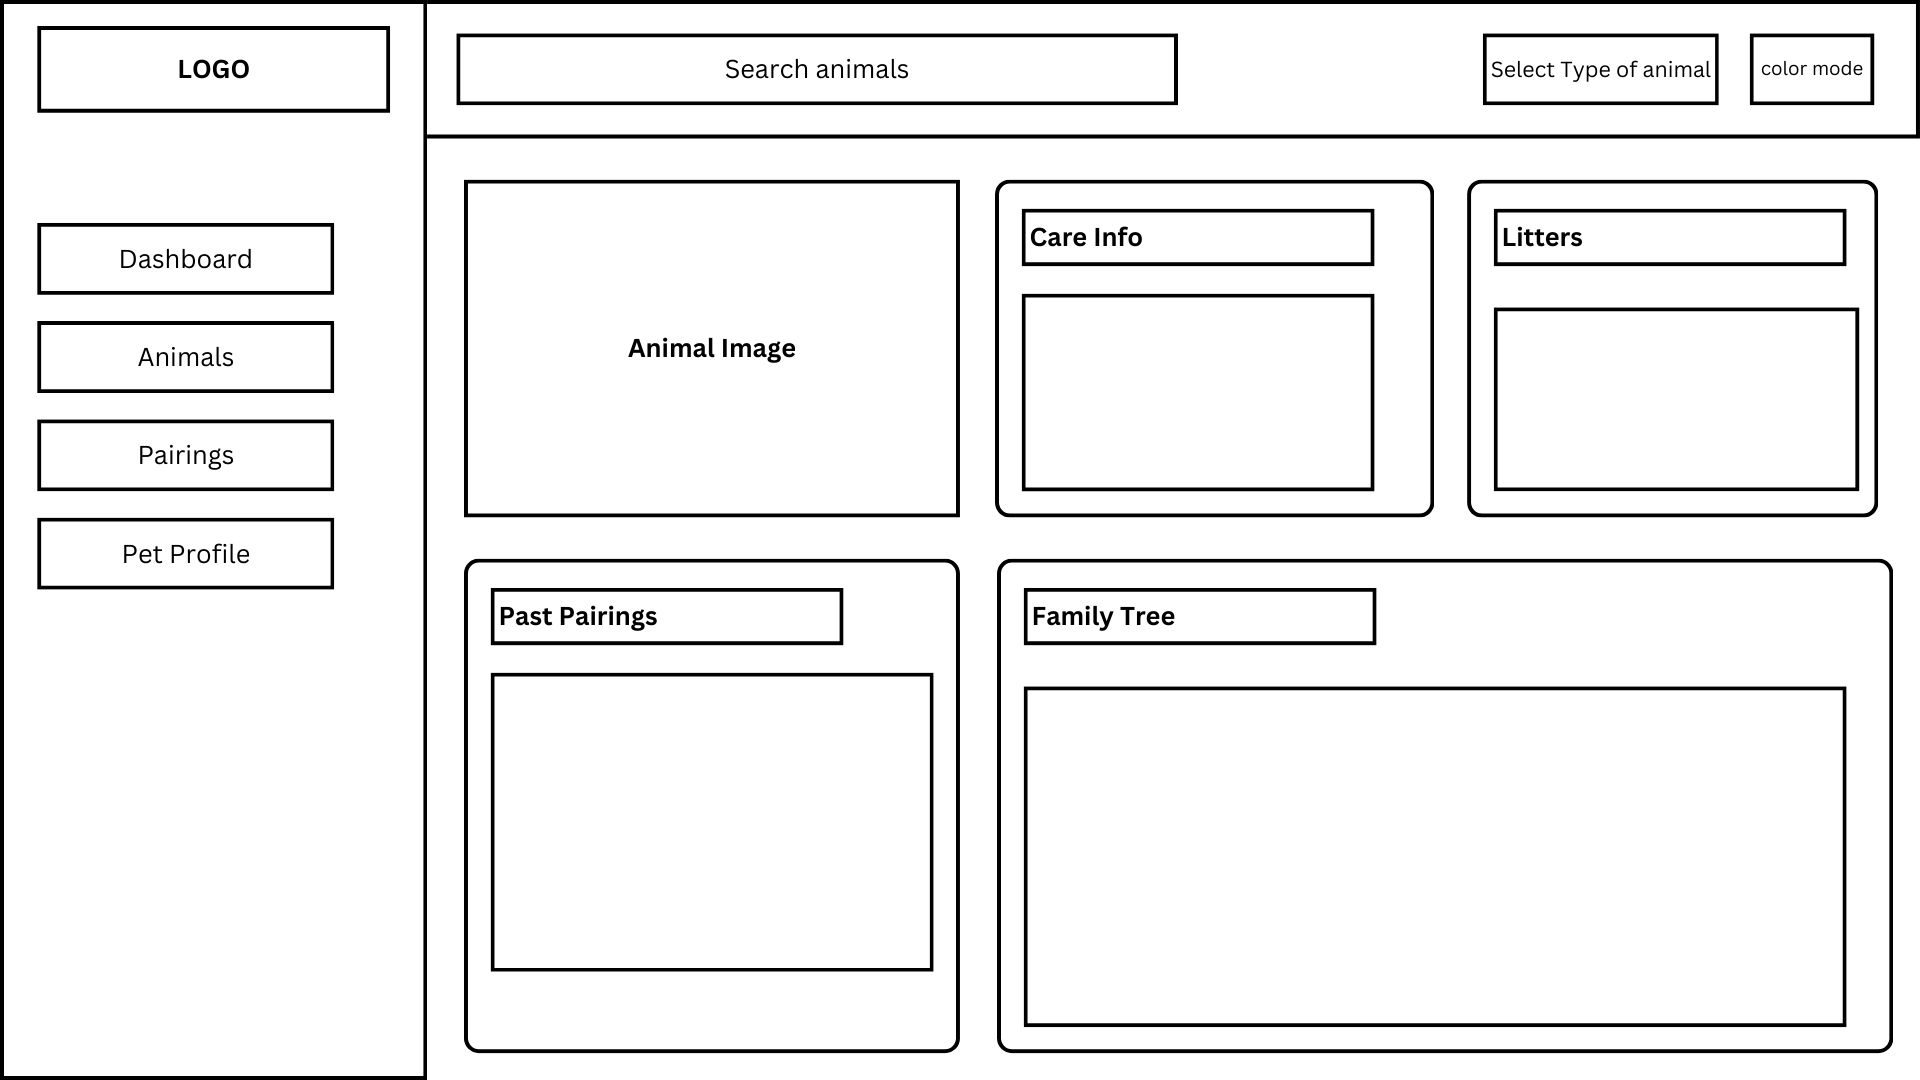 LOGO
Search animals
Select Type of animal
color mode
Dashboard
Animals
Pairings
Pet Profile
Animal Image
Care Info
Litters
Past Pairings
Family Tree